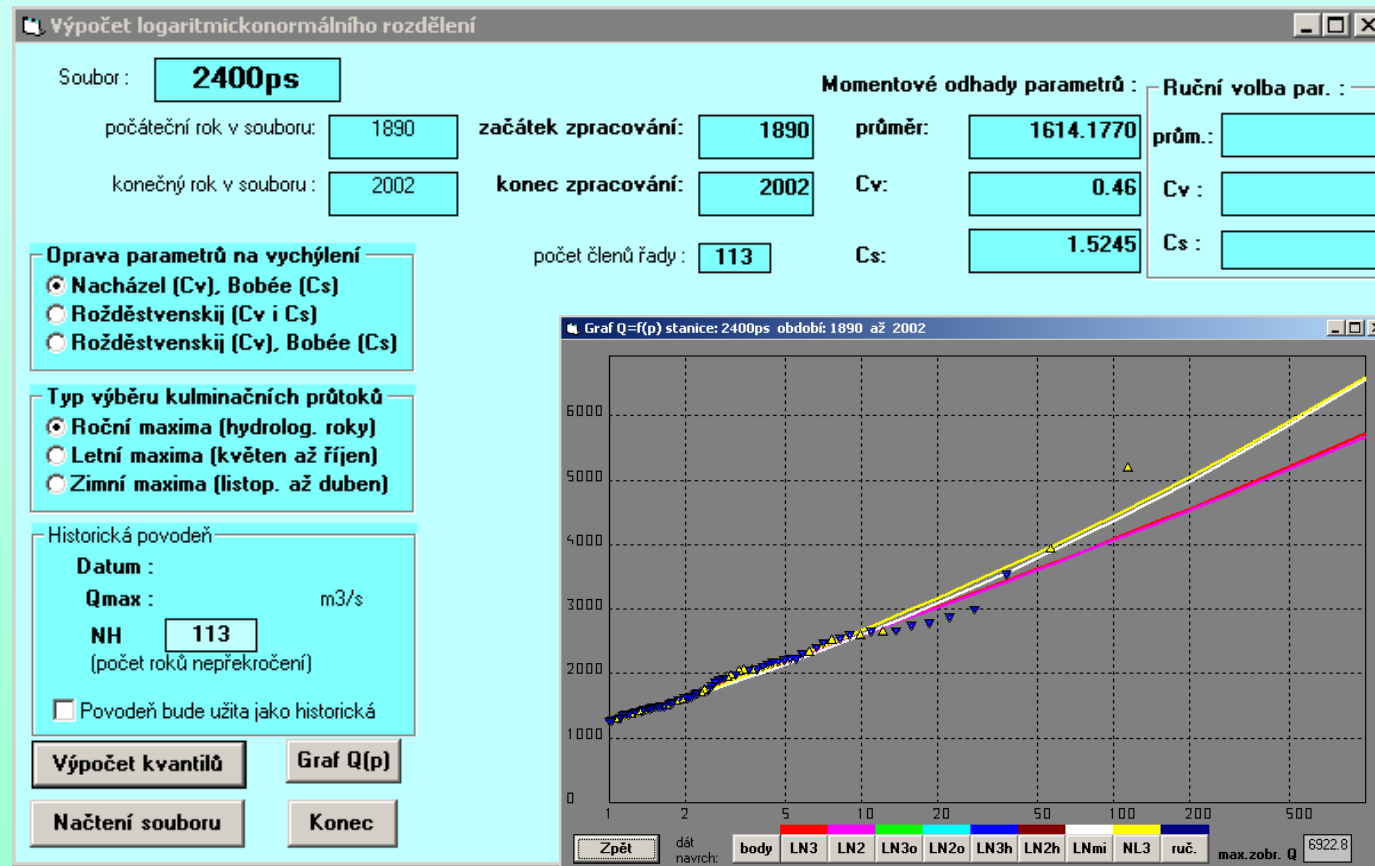 Výpočet logaritmickonormálního rozdělení
Soubor : 2400ps
počáteční rok v souboru: 1890
konečný rok v souboru : 2002
začátek zpracování: 1890
konec zpracování: 2002
počet členů řady : 113
Momentové odhady parametrů :
průměr: 1614.1770
Cv: 0.46
Cs: 1.5245
Ruční volba par. :
prům.:
Cv :
Cs :
Oprava parametrů na vychýlení
Nacházel (Cv), Bobée (Cs)
Rožděstvenskij (Cv i Cs)
Rožděstvenskij (Cv), Bobée (Cs)
Typ výběru kulminačních průtoků
Roční maxima (hydrolog. roky)
Letní maxima (květen až říjen)
Zimní maxima (listop. až duben)
Historická povodeň
Datum :
Qmax : m3/s
NH 113
(počet roků nepřekročení)
Povodeň bude užita jako historická
Výpočet kvantilů Graf Q(p)
Načtení souboru Konec
Graf Q=f(p) stanice: 2400ps období: 1890 až 2002
6000
5000
4000
3000
2000
1000
0
1 2 5 10 20 50 100 200 500
Zpět dát navrch: body LN3 LN2 LN3o LN2o LN3h LN2h LNmi NL3 ruč. max.zobr. Q 6922.8